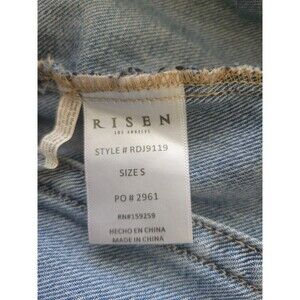 RISEN
LOS ANGELES
STYLE # RDJ9119
SIZE S
PO # 2961
RN#159259
HECHO EN CHINA
MADE IN CHINA